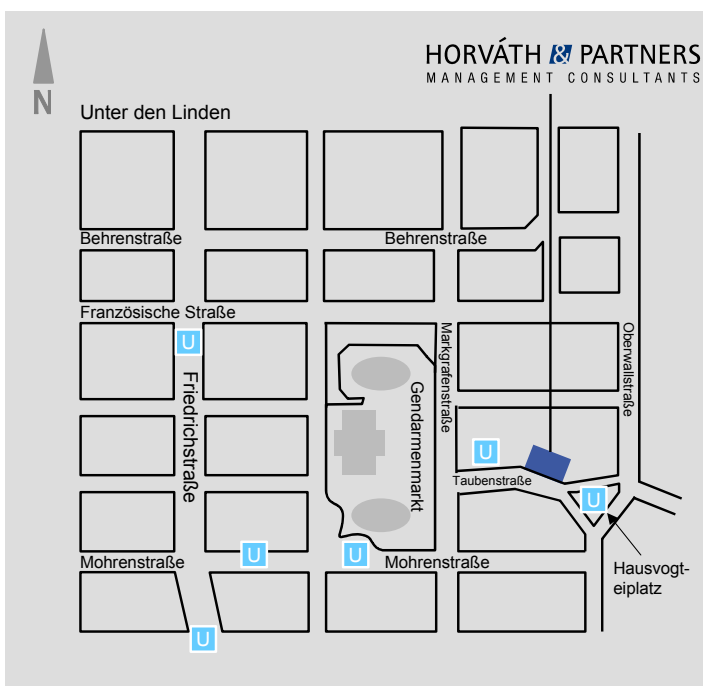 HORVÁTH & PARTNERS
MANAGEMENT CONSULTANTS
N
Unter den Linden
Behrenstraße
Behrenstraße
Französische Straße
U
Friedrichstraße
Markgrafenstraße
Oberwallstraße
Gendarmenmarkt
U
Taubenstraße
U
Mohrenstraße
U
U
Mohrenstraße
Hausvogt-
eiplatz
U